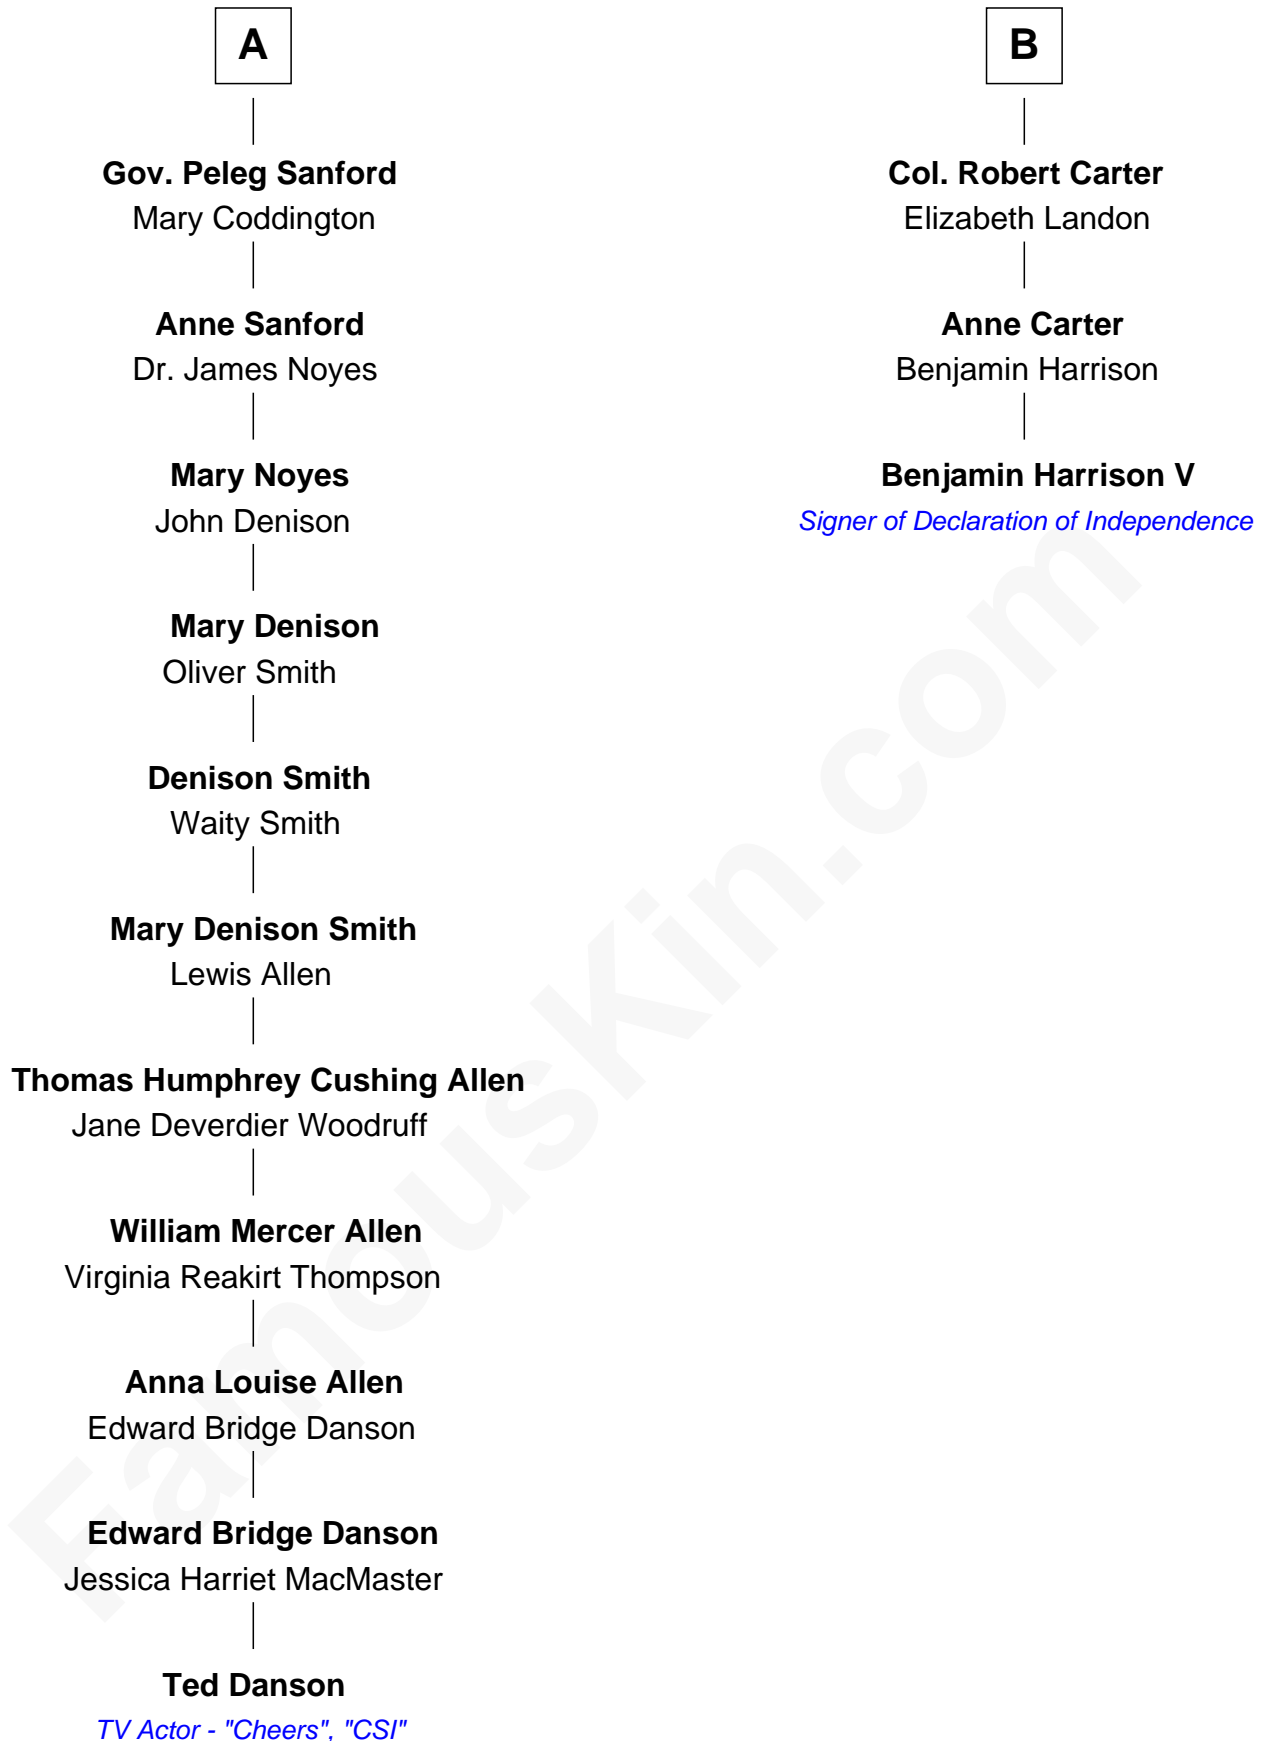 A
Gov. Peleg Sanford
Mary Coddington
Anne Sanford
Dr. James Noyes
Mary Noyes
John Denison
Mary Denison
Oliver Smith
Denison Smith
Waity Smith
Mary Denison Smith
Lewis Allen
Thomas Humphrey Cushing Allen
Jane Deverdier Woodruff
William Mercer Allen
Virginia Reakirt Thompson
Anna Louise Allen
Edward Bridge Danson
Edward Bridge Danson
Jessica Harriet MacMaster
Ted Danson
TV Actor - "Cheers", "CSI"
B
Col. Robert Carter
Elizabeth Landon
Anne Carter
Benjamin Harrison
Benjamin Harrison V
Signer of Declaration of Independence
FamousKin.com